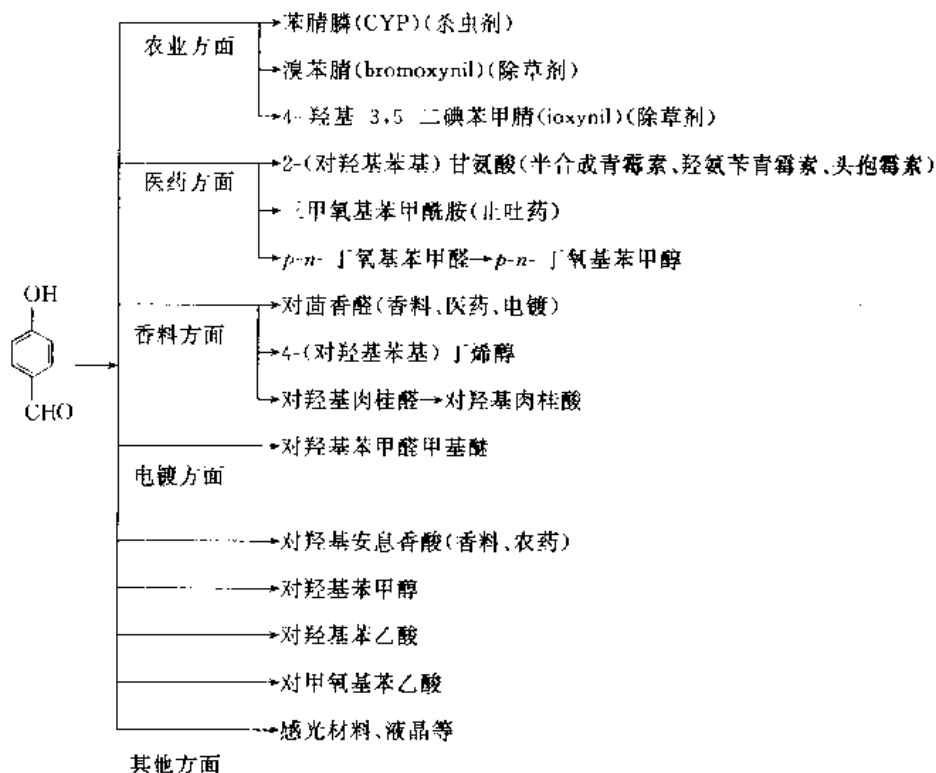 苯腈膦(CYP)(杀虫剂)
农业方面
溴苯腈(bromoxynil)(除草剂)
4-羟基 3,5 二碘苯甲腈(ioxynil)(除草剂)
2-(对羟基苯基)甘氨酸(半合成青霉素、羟氨苄青霉素、头孢霉素)
医药方面
三甲氧基苯甲酰胺(止吐药)
p-n-丁氧基苯甲醛→p-n-丁氧基苯甲醇
OH
对茴香醛(香料、医药、电镀)
香料方面
4-(对羟基苯基)丁烯醇
CHO
对羟基肉桂醛→对羟基肉桂酸
对羟基苯甲醛甲基醚
电镀方面
对羟基安息香酸(香料、农药)
对羟基苯甲醇
对羟基苯乙酸
对甲氧基苯乙酸
感光材料、液晶等
其他方面